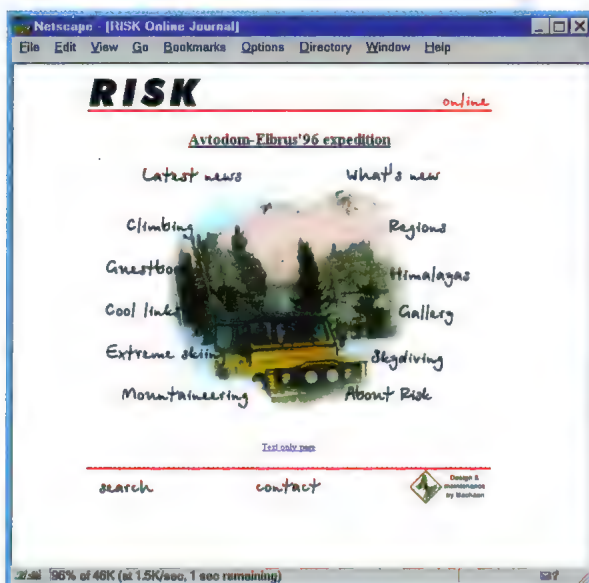 Netscape - [RISK Online Journal]
File Edit View Go Bookmarks Options Directory Window Help
RISK
online
Avtodom-Elbrus'96 expedition
Latest news What's new
Climbing Regions
Guestbook Himalayas
Cool links Gallery
Extreme skiin Skydiving
Mountaineering About Risk
Text only page
search contact
Design &
maintenance
by
96% of 46K (at 1.5K/sec, 1 sec remaining)